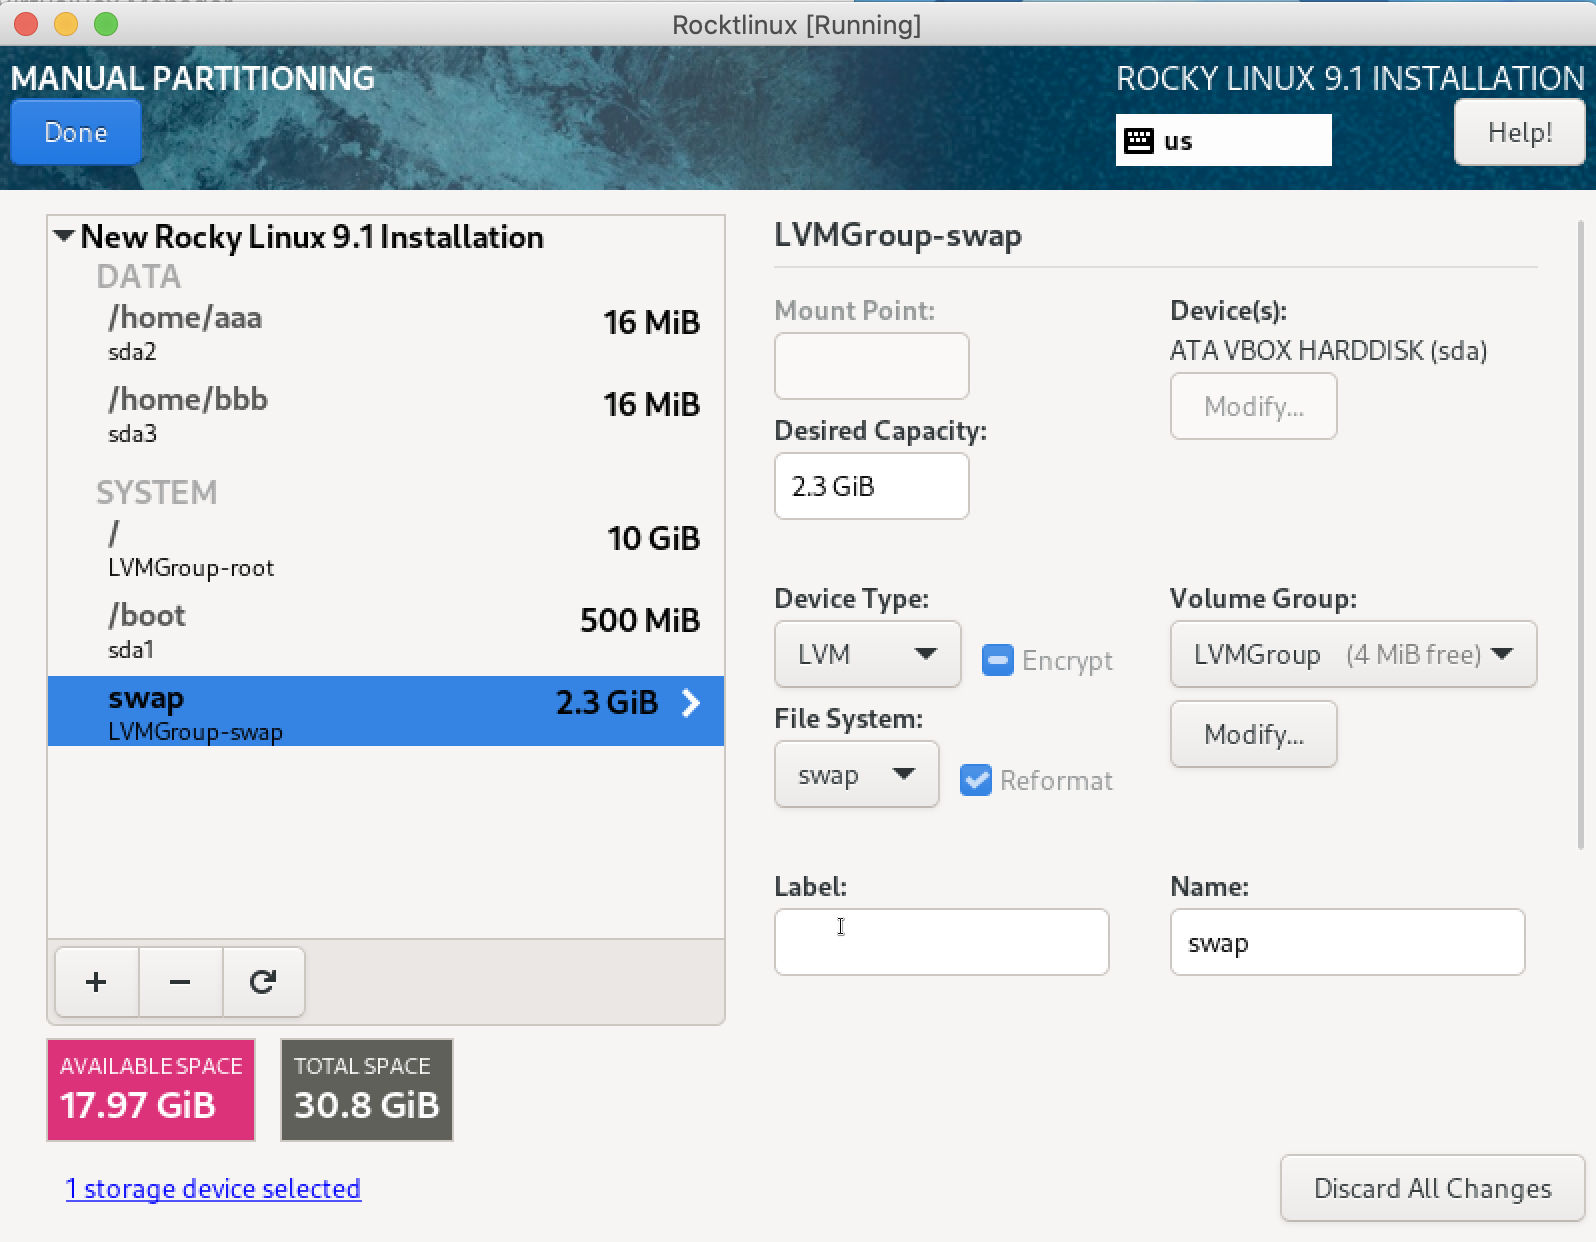 Rocktlinux [Running]
MANUAL PARTITIONING
ROCKY LINUX 9.1 INSTALLATION
Done
us
Help!
New Rocky Linux 9.1 Installation
DATA
/home/aaa
16 MiB
sda2
/home/bbb
16 MiB
sda3
SYSTEM
/
10 GiB
LVMGroup-root
/boot
500 MiB
sda1
swap
2.3 GiB
LVMGroup-swap
+ −
AVAILABLE SPACE
17.97 GiB
TOTAL SPACE
30.8 GiB
1 storage device selected
LVMGroup-swap
Mount Point:
Device(s):
ATA VBOX HARDDISK (sda)
Modify...
Desired Capacity:
2.3 GiB
Device Type:
Volume Group:
LVM
Encrypt
LVMGroup (4 MiB free)
File System:
Modify...
swap
Reformat
Label:
Name:
swap
Discard All Changes